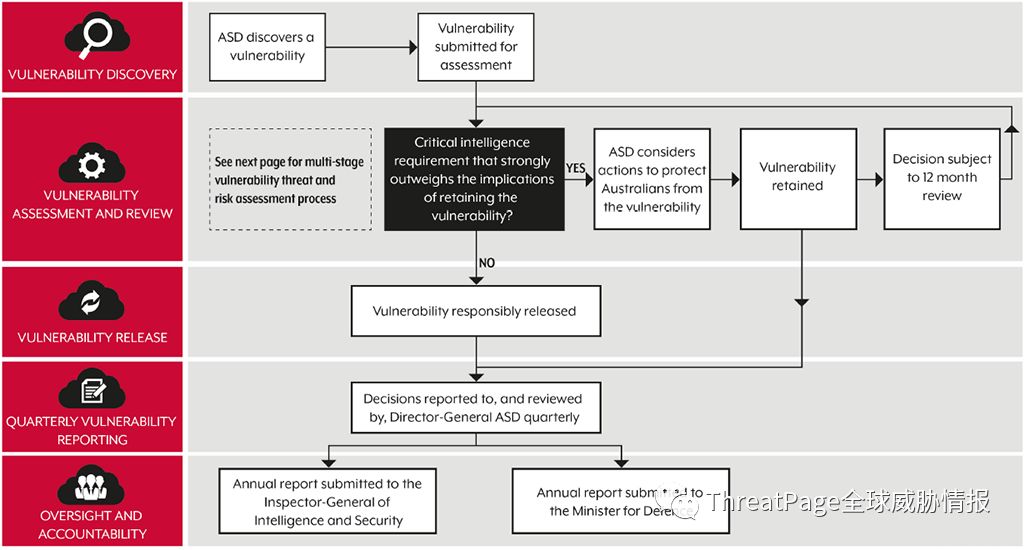 VULNERABILITY DISCOVERY
ASD discovers a
vulnerability
Vulnerability
submitted for
assessment
VULNERABILITY
ASSESSMENT AND REVIEW
See next page for multi-stage
vulnerability threat and
risk assessment process
Critical intelligence
requirement that strongly
outweighs the implications
of retaining the
vulnerability?
YES
ASD considers
actions to protect
Australians from
the vulnerability
Vulnerability
retained
Decision subject
to 12 month
review
NO
VULNERABILITY RELEASE
Vulnerability responsibly released
QUARTERLY VULNERABILITY
REPORTING
Decisions reported to, and reviewed
by, Director-General ASD quarterly
OVERSIGHT AND
ACCOUNTABILITY
Annual report submitted to the
Inspector-General of
Intelligence and Security
Annual report submitted to
the Minister for Defence
ThreatPage全球威胁情报